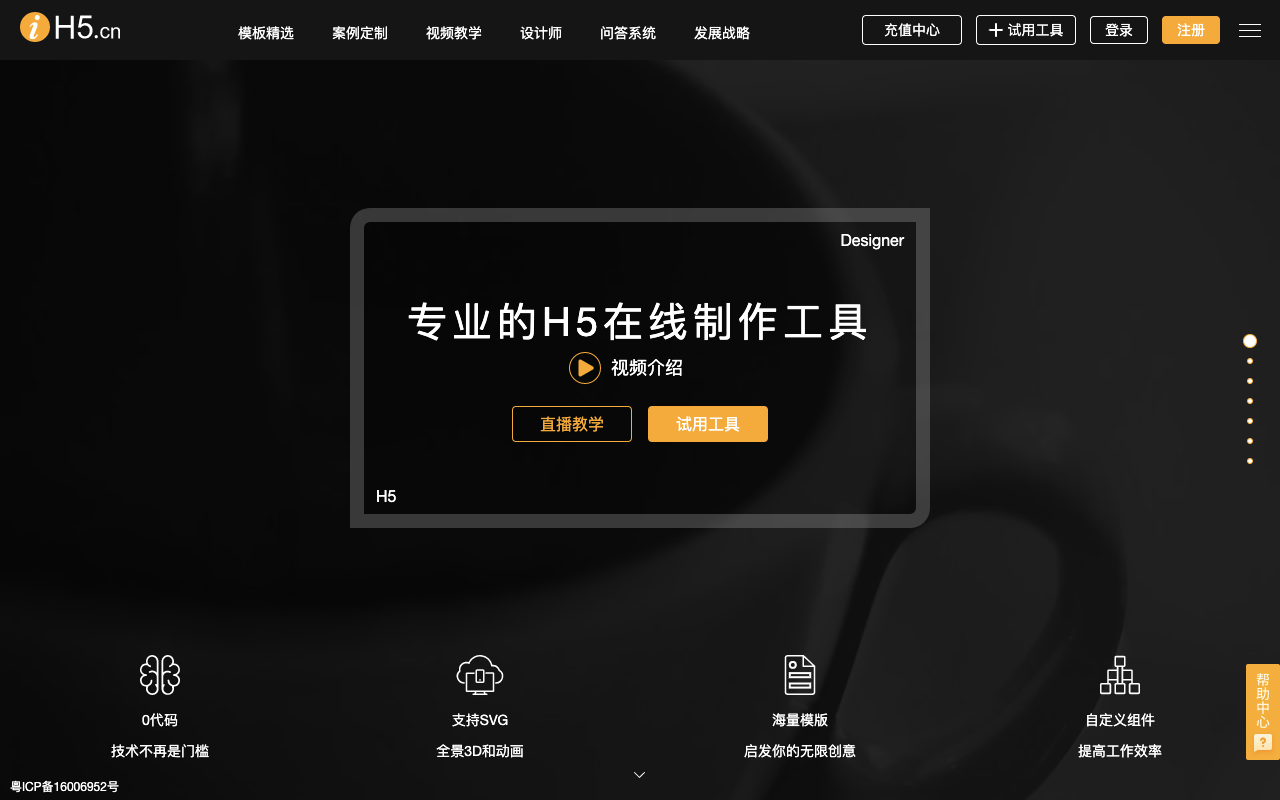 iH5.cn
模板精选 案例定制 视频教学 设计师 问答系统 发展战略 充值中心 试用工具 登录 注册
Designer
专业的H5在线制作工具
视频介绍
直播教学 试用工具
H5
帮助中心
?
0代码 支持SVG 海量模版 自定义组件
技术不再是门槛 全景3D和动画 启发你的无限创意 提高工作效率
粤ICP备16006952号